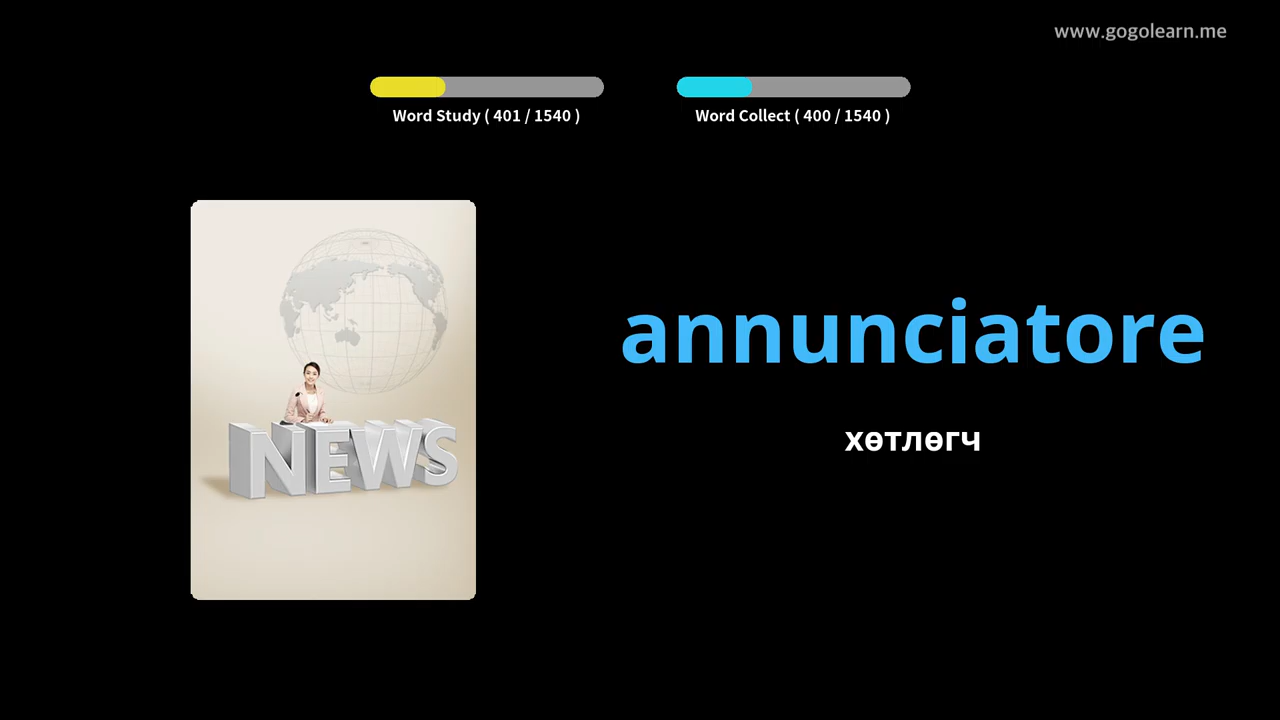 www.gogolearn.me
Word Study ( 401 / 1540 )
Word Collect ( 400 / 1540 )
annunciatore
хөтлөгч
NEWS